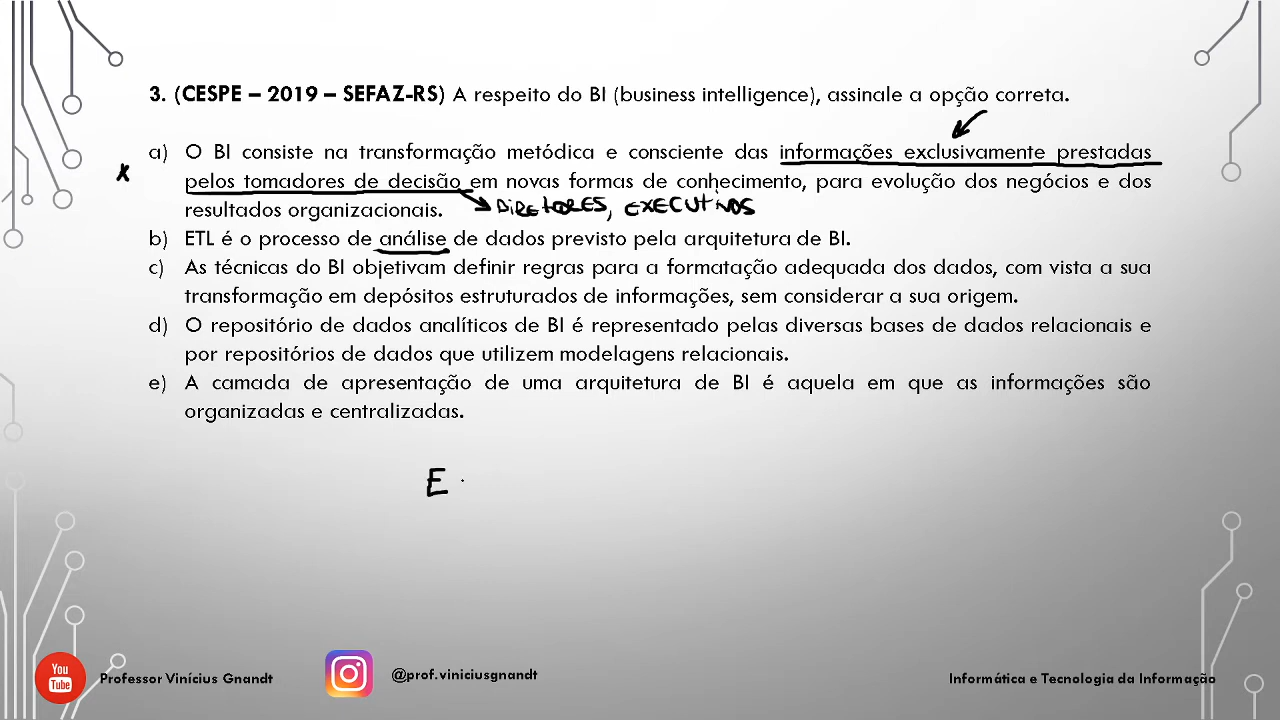 3. (CESPE – 2019 – SEFAZ-RS) A respeito do BI (business intelligence), assinale a opção correta.
a) O BI consiste na transformação metódica e consciente das informações exclusivamente prestadas
X
pelos tomadores de decisão em novas formas de conhecimento, para evolução dos negócios e dos
resultados organizacionais.
DIRETORES, EXECUTIVOS
b) ETL é o processo de análise de dados previsto pela arquitetura de BI.
c) As técnicas do BI objetivam definir regras para a formatação adequada dos dados, com vista a sua
transformação em depósitos estruturados de informações, sem considerar a sua origem.
d) O repositório de dados analíticos de BI é representado pelas diversas bases de dados relacionais e
por repositórios de dados que utilizem modelagens relacionais.
e) A camada de apresentação de uma arquitetura de BI é aquela em que as informações são
organizadas e centralizadas.
E
You
Tube
Professor Vinícius Gnandt
@prof.viniciusgnandt
Informática e Tecnologia da Informação